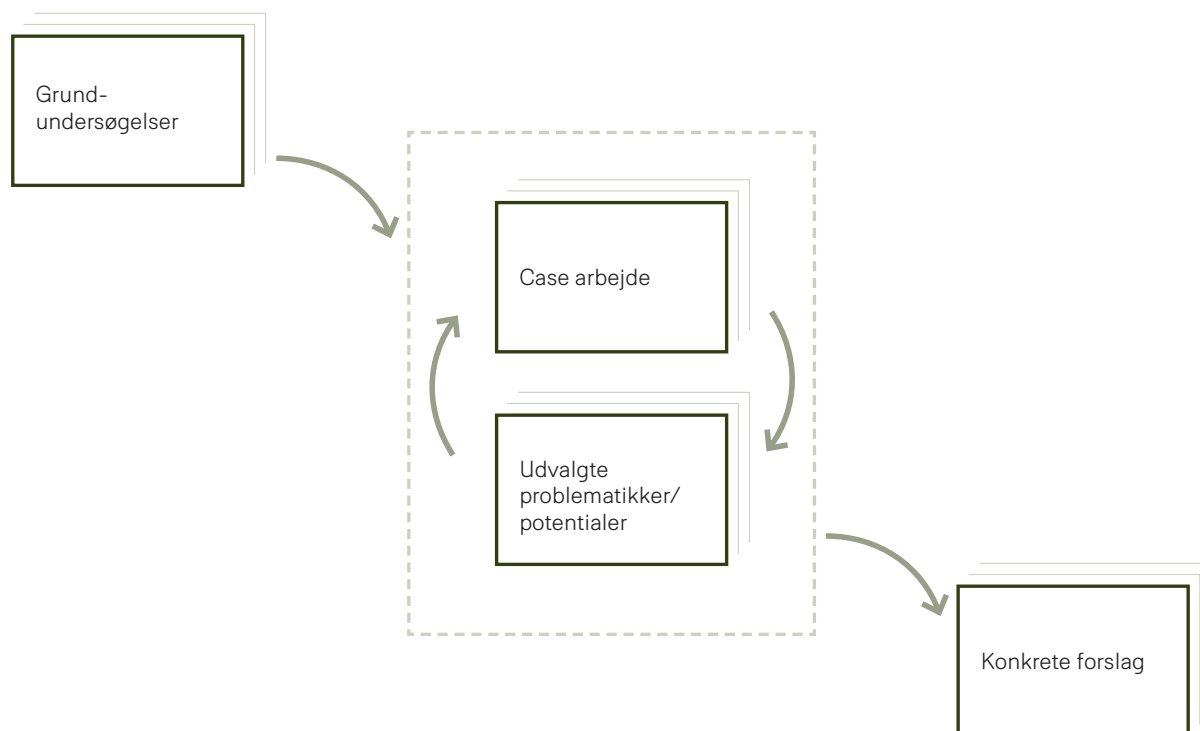 Grund-
undersøgelser
Case arbejde
Udvalgte
problematikker/
potentialer
Konkrete forslag